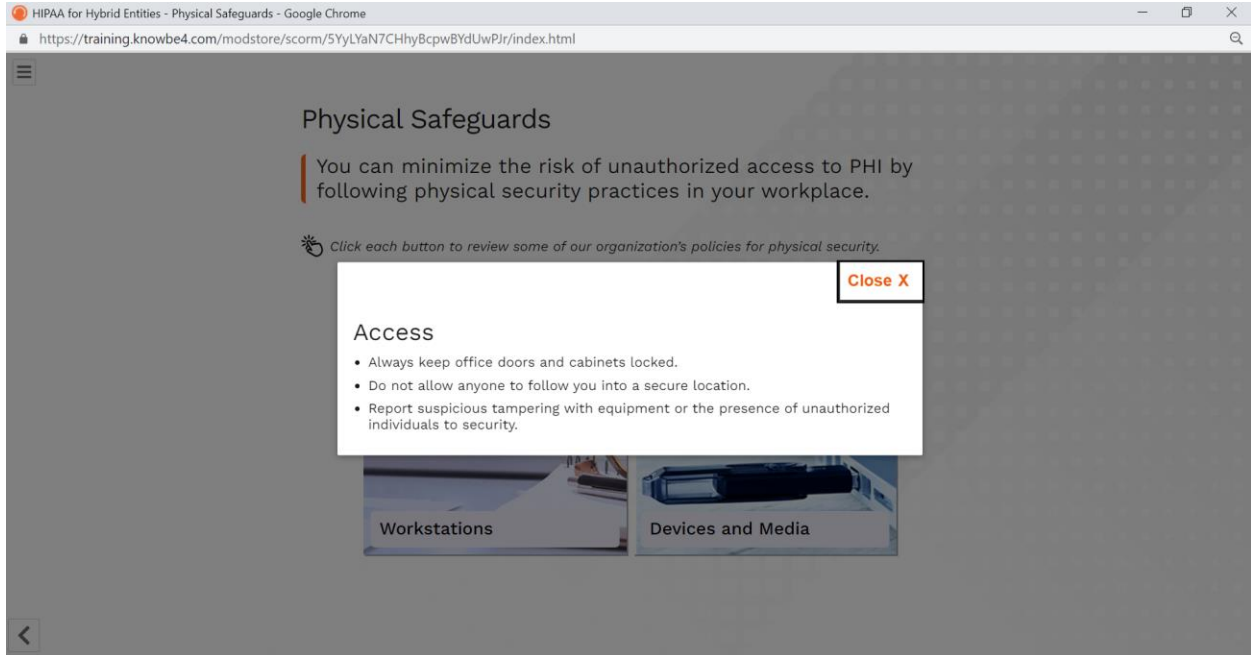 HIPAA for Hybrid Entities - Physical Safeguards - Google Chrome
https://training.knowbe4.com/modstore/scorm/5YyLYaN7CHhyBcpwBYdUwPJr/index.html
Physical Safeguards
You can minimize the risk of unauthorized access to PHI by
following physical security practices in your workplace.
Click each button to review some of our organization's policies for physical security.
Close X
Access
• Always keep office doors and cabinets locked.
• Do not allow anyone to follow you into a secure location.
• Report suspicious tampering with equipment or the presence of unauthorized
individuals to security.
Workstations
Devices and Media